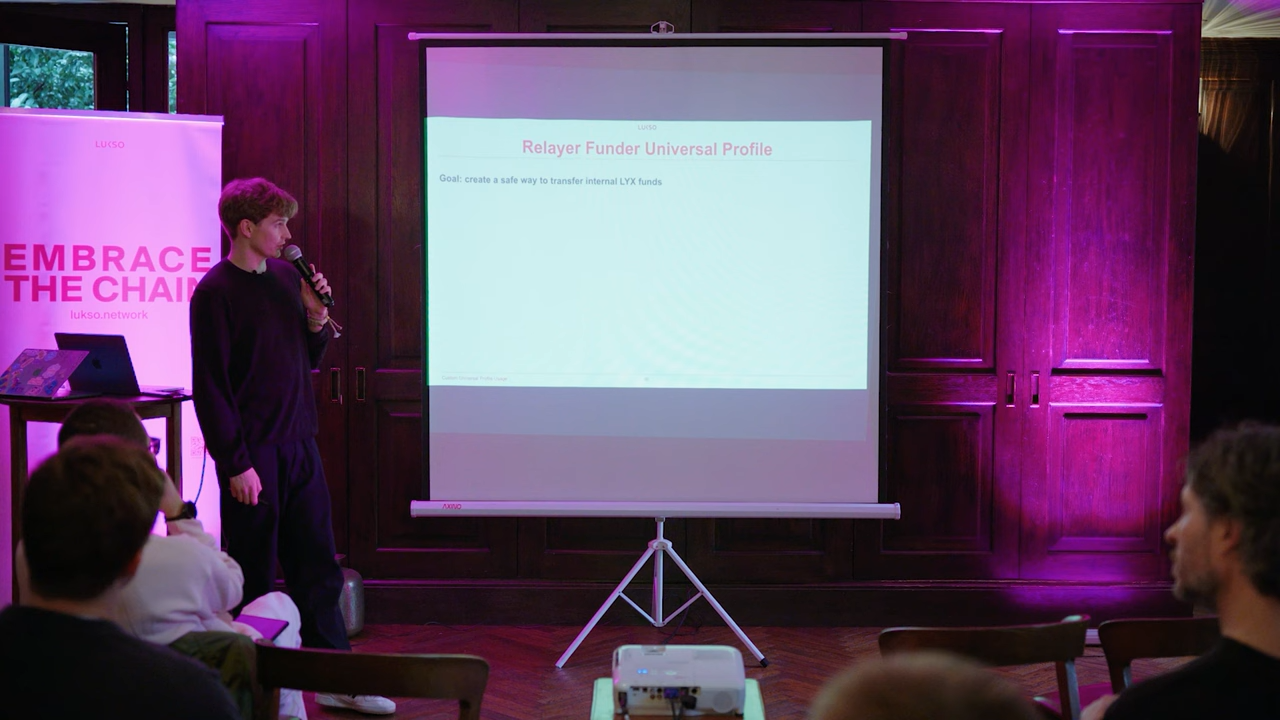 LUKSO
EMBRACE
THE CHAIN
lukso.network
LUKSO
Relayer Funder Universal Profile
Goal: create a safe way to transfer internal LYX funds